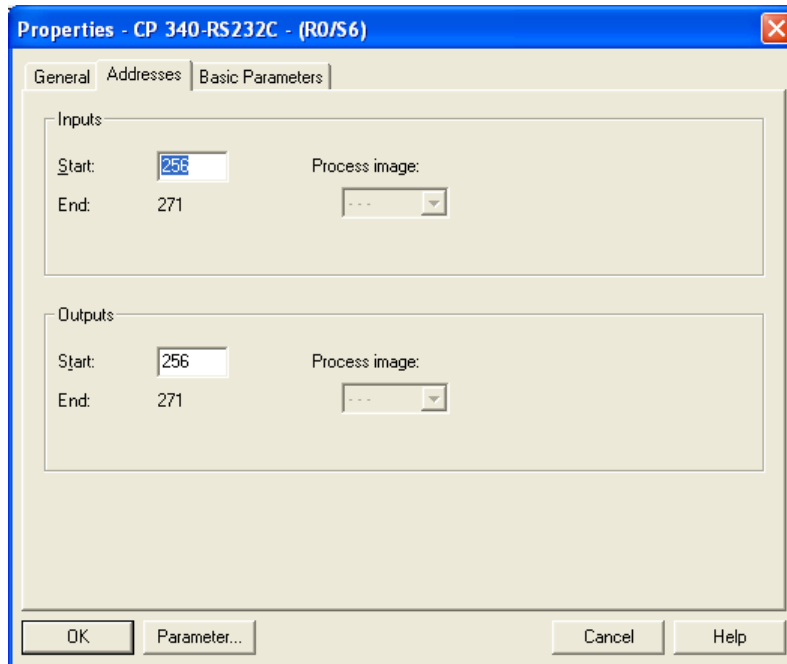 Properties - CP 340-RS232C - (R0/S6)
General Addresses Basic Parameters
Inputs
Start: 256 Process image:
End: 271 ---
Outputs
Start: 256 Process image:
End: 271 ---
OK Parameter... Cancel Help